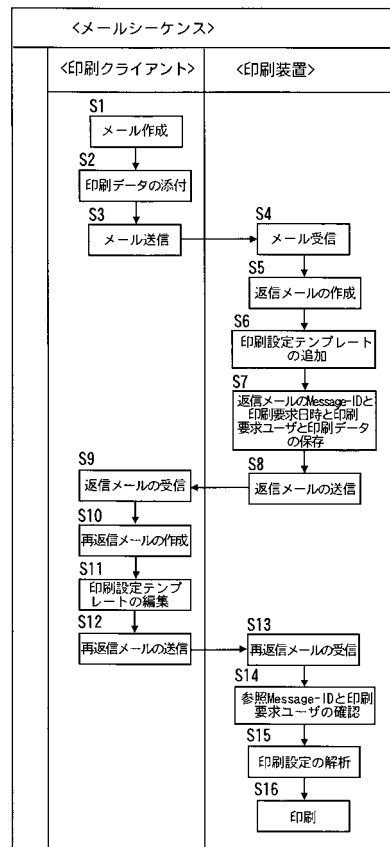 <メールシーケンス>
<印刷クライアント>
<印刷装置>
S1
メール作成
S2
印刷データの添付
S3
メール送信
S4
メール受信
S5
返信メールの作成
S6
印刷設定テンプレート
の追加
S7
返信メールのMessage-IDと
印刷要求日時と印刷
要求ユーザと印刷データ
の保存
S8
返信メールの送信
S9
返信メールの受信
S10
再返信メールの作成
S11
印刷設定テンプ
レートの編集
S12
再返信メールの送信
S13
再返信メールの受信
S14
参照Message-IDと印刷
要求ユーザの確認
S15
印刷設定の解析
S16
印刷